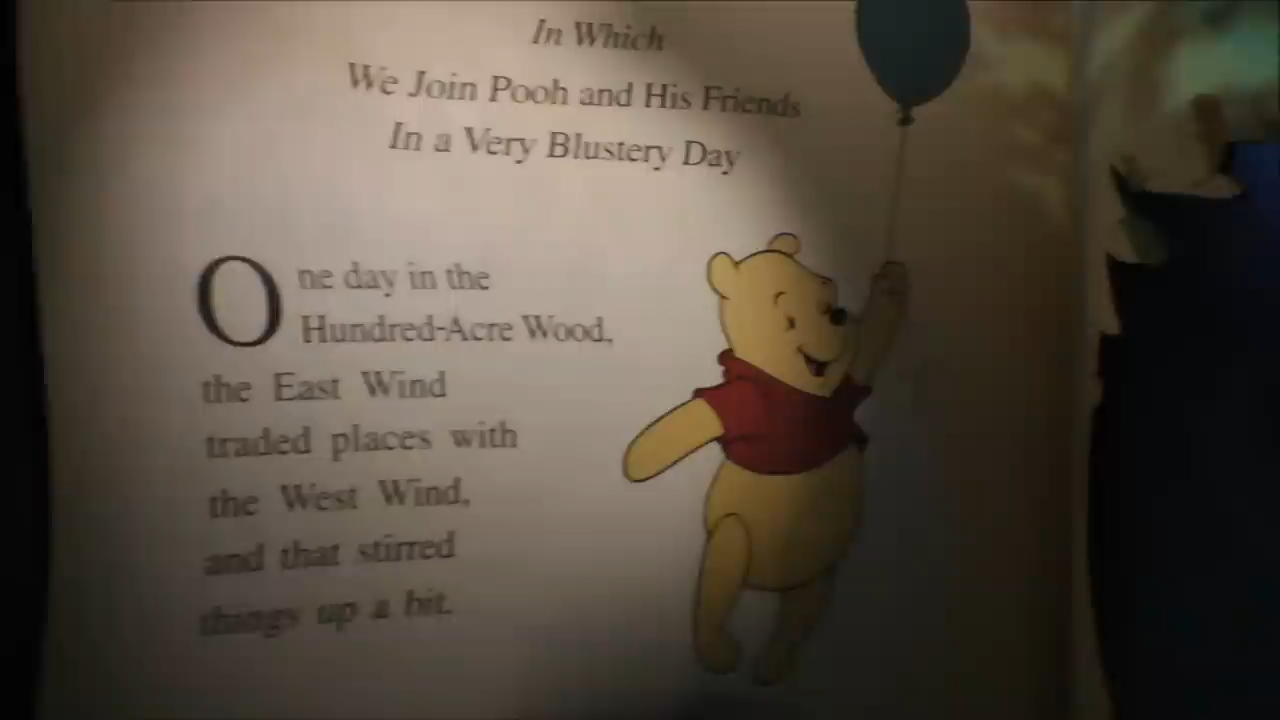 In Which
We Join Pooh and His Friends
In a Very Blustery Day
One day in the
Hundred-Acre Wood,
the East Wind
traded places with
the West Wind,
and that stirred
things up a bit.